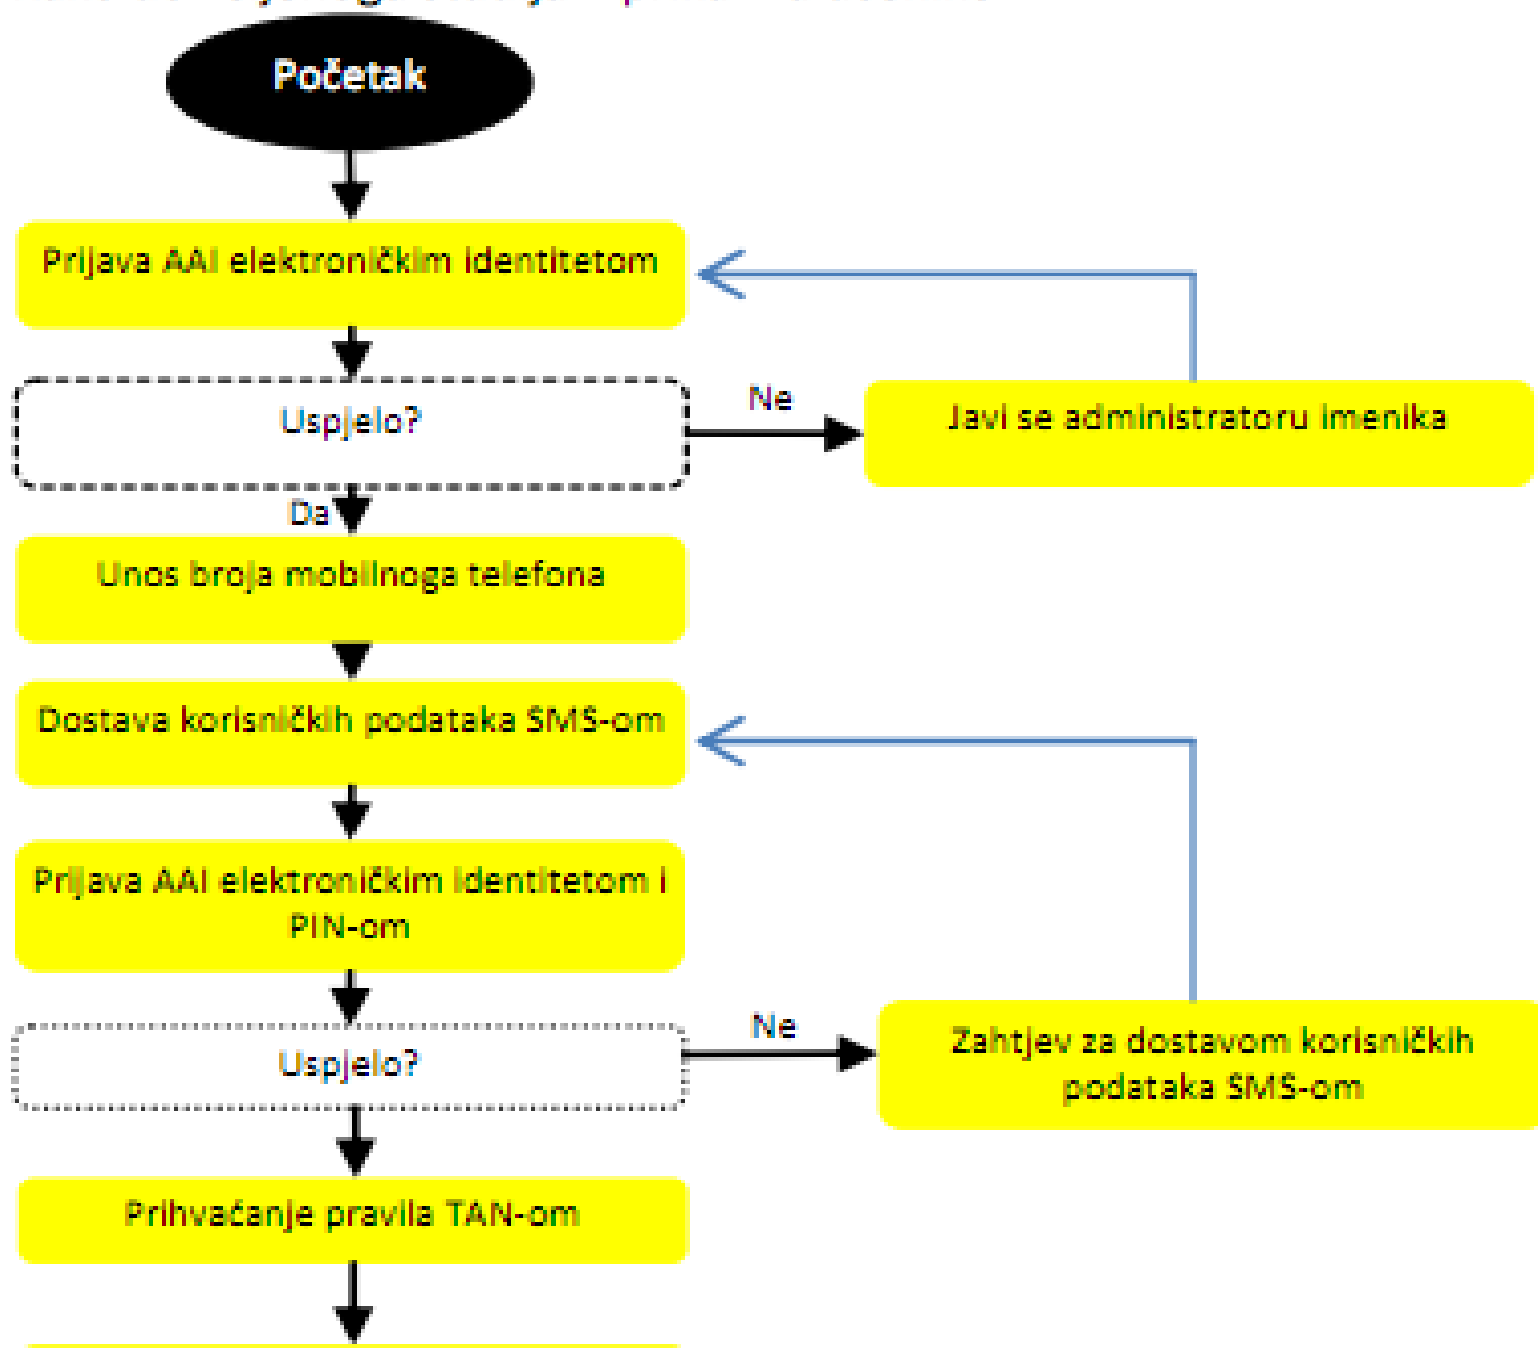 Početak
Prijava AAI elektroničkim identitetom
Uspjelo?
Ne
Javi se administratoru imenika
Da
Unos broja mobilnoga telefona
Dostava korisničkih podataka SMS-om
Prijava AAI elektroničkim identitetom i
PIN-om
Uspjelo?
Ne
Zahtjev za dostavom korisničkih
podataka SMS-om
Prihvaćanje pravila TAN-om